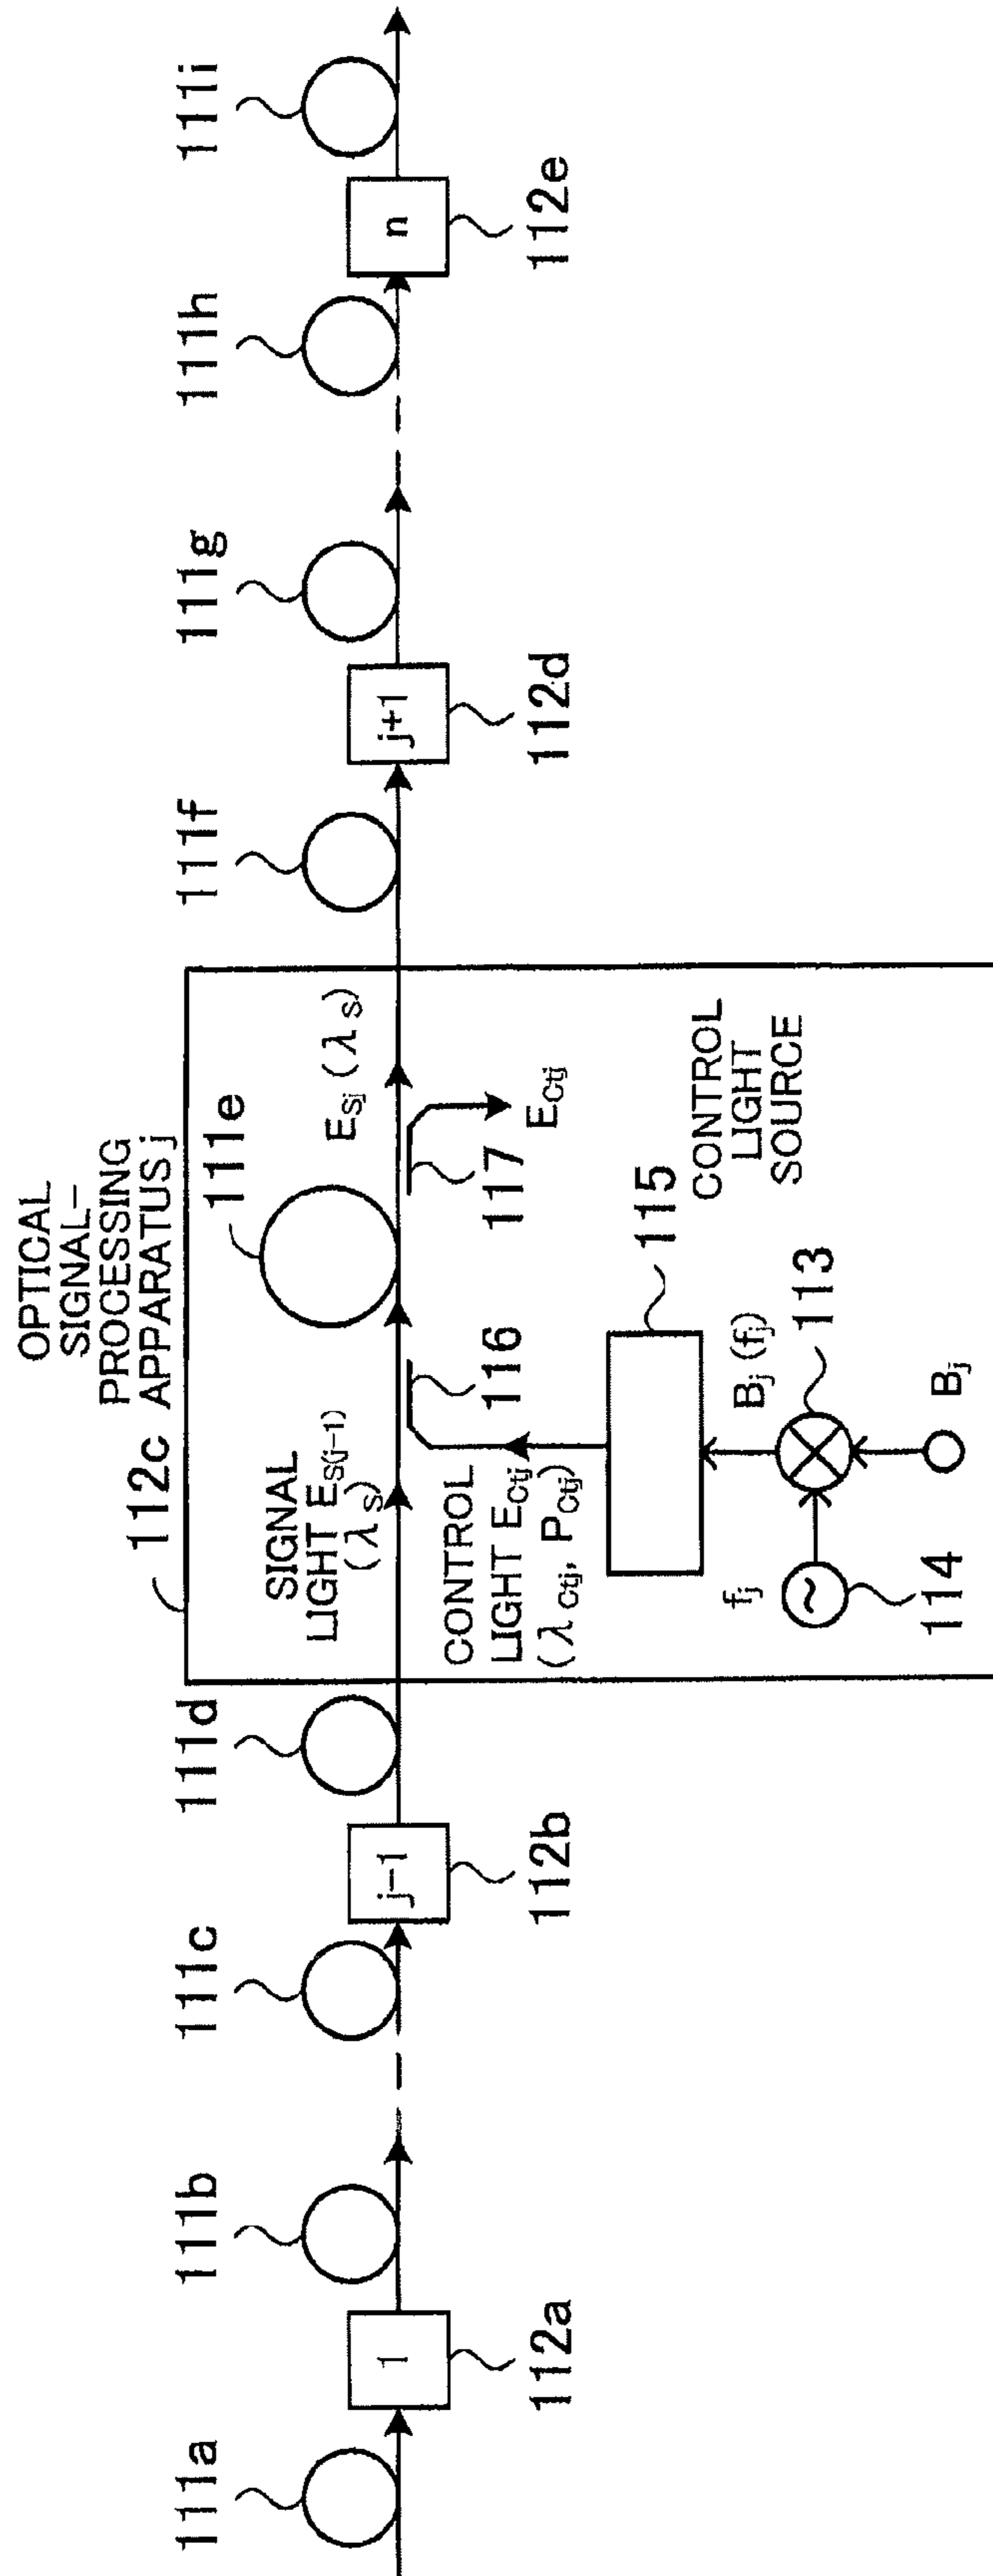 OPTICAL
SIGNAL-
PROCESSING
APPARATUS j
112c
111a
111b
111c
111d
111e
111f
111g
111h
111i
1
j-1
j+1
n
112a
112b
112d
112e
SIGNAL
LIGHT E_S(j-1)
(λ_S)
E_Sj (λ_S)
116
117
E_Ctj
CONTROL
LIGHT E_Ctj
(λ_Ctj, P_Ctj)
115
CONTROL
LIGHT
SOURCE
B_j (f_j)
113
f_j
~
114
B_j